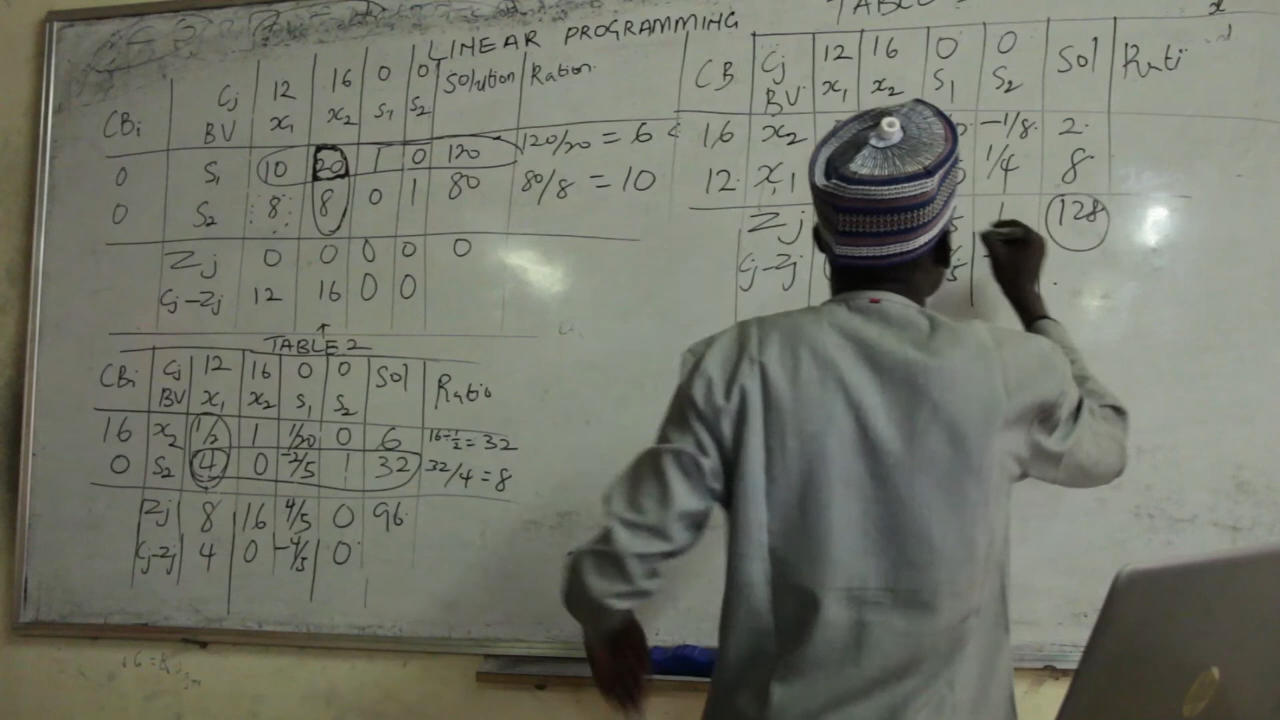 LINEAR PROGRAMMING
CBi Cj 12 16 0 0 Solution Ration
BV x1 x2 S1 S2
0 S1 10 20 1 0 120 120/20 = 6
0 S2 8 8 0 1 80 80/8 = 10
Zj 0 0 0 0 0
Cj-Zj 12 16 0 0
↑
TABLE 2
CBi Cj 12 16 0 0 Sol Ratio
BV x1 x2 S1 S2
16 x2 1/2 1 1/20 0 6 16÷1/2 = 32
0 S2 4 0 -2/5 1 32 32/4 = 8
Zj 8 16 4/5 0 96
Cj-Zj 4 0 -4/5 0
TABLE
CB Cj 12 16 0 0 Sol Rati
BV x1 x2 S1 S2
16 x2 -1/8 2
12 x1 1/4 8
Zj 1 128
Cj-Zj